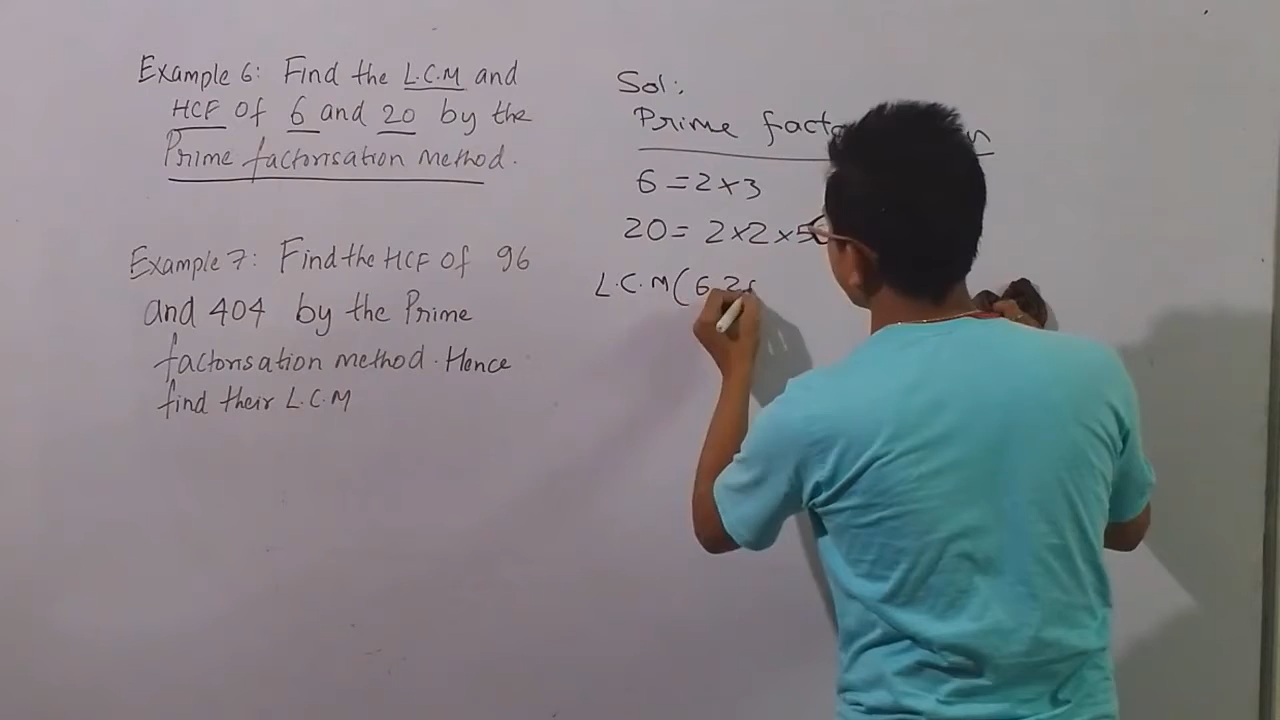 Example 6: Find the L.C.M and
HCF of 6 and 20 by the
Prime factorisation method.
Example 7: Find the HCF of 96
and 404 by the Prime
factorisation method. Hence
find their L.C.M
Sol:
Prime
6 = 2×3
20 = 2×2×5
L.C.M(6,20